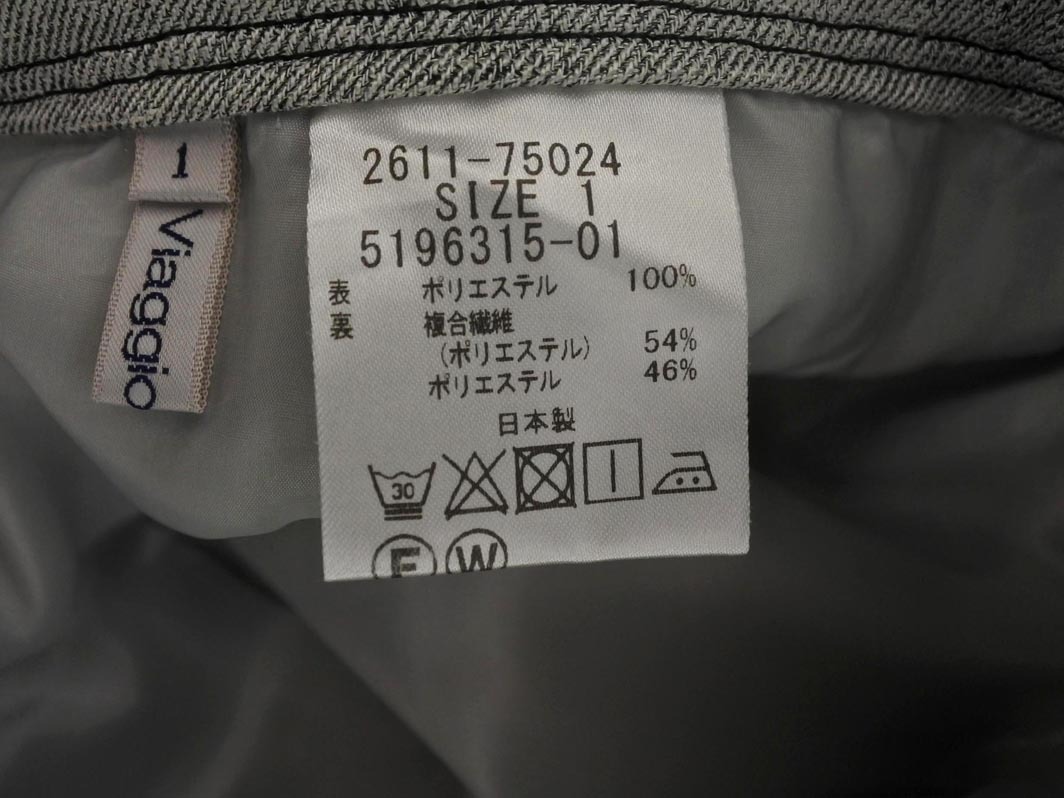 1
Viaggio
2611-75024
SIZE 1
5196315-01
表 ポリエステル 100%
裏 複合繊維
(ポリエステル) 54%
ポリエステル 46%
日本製
30
F W